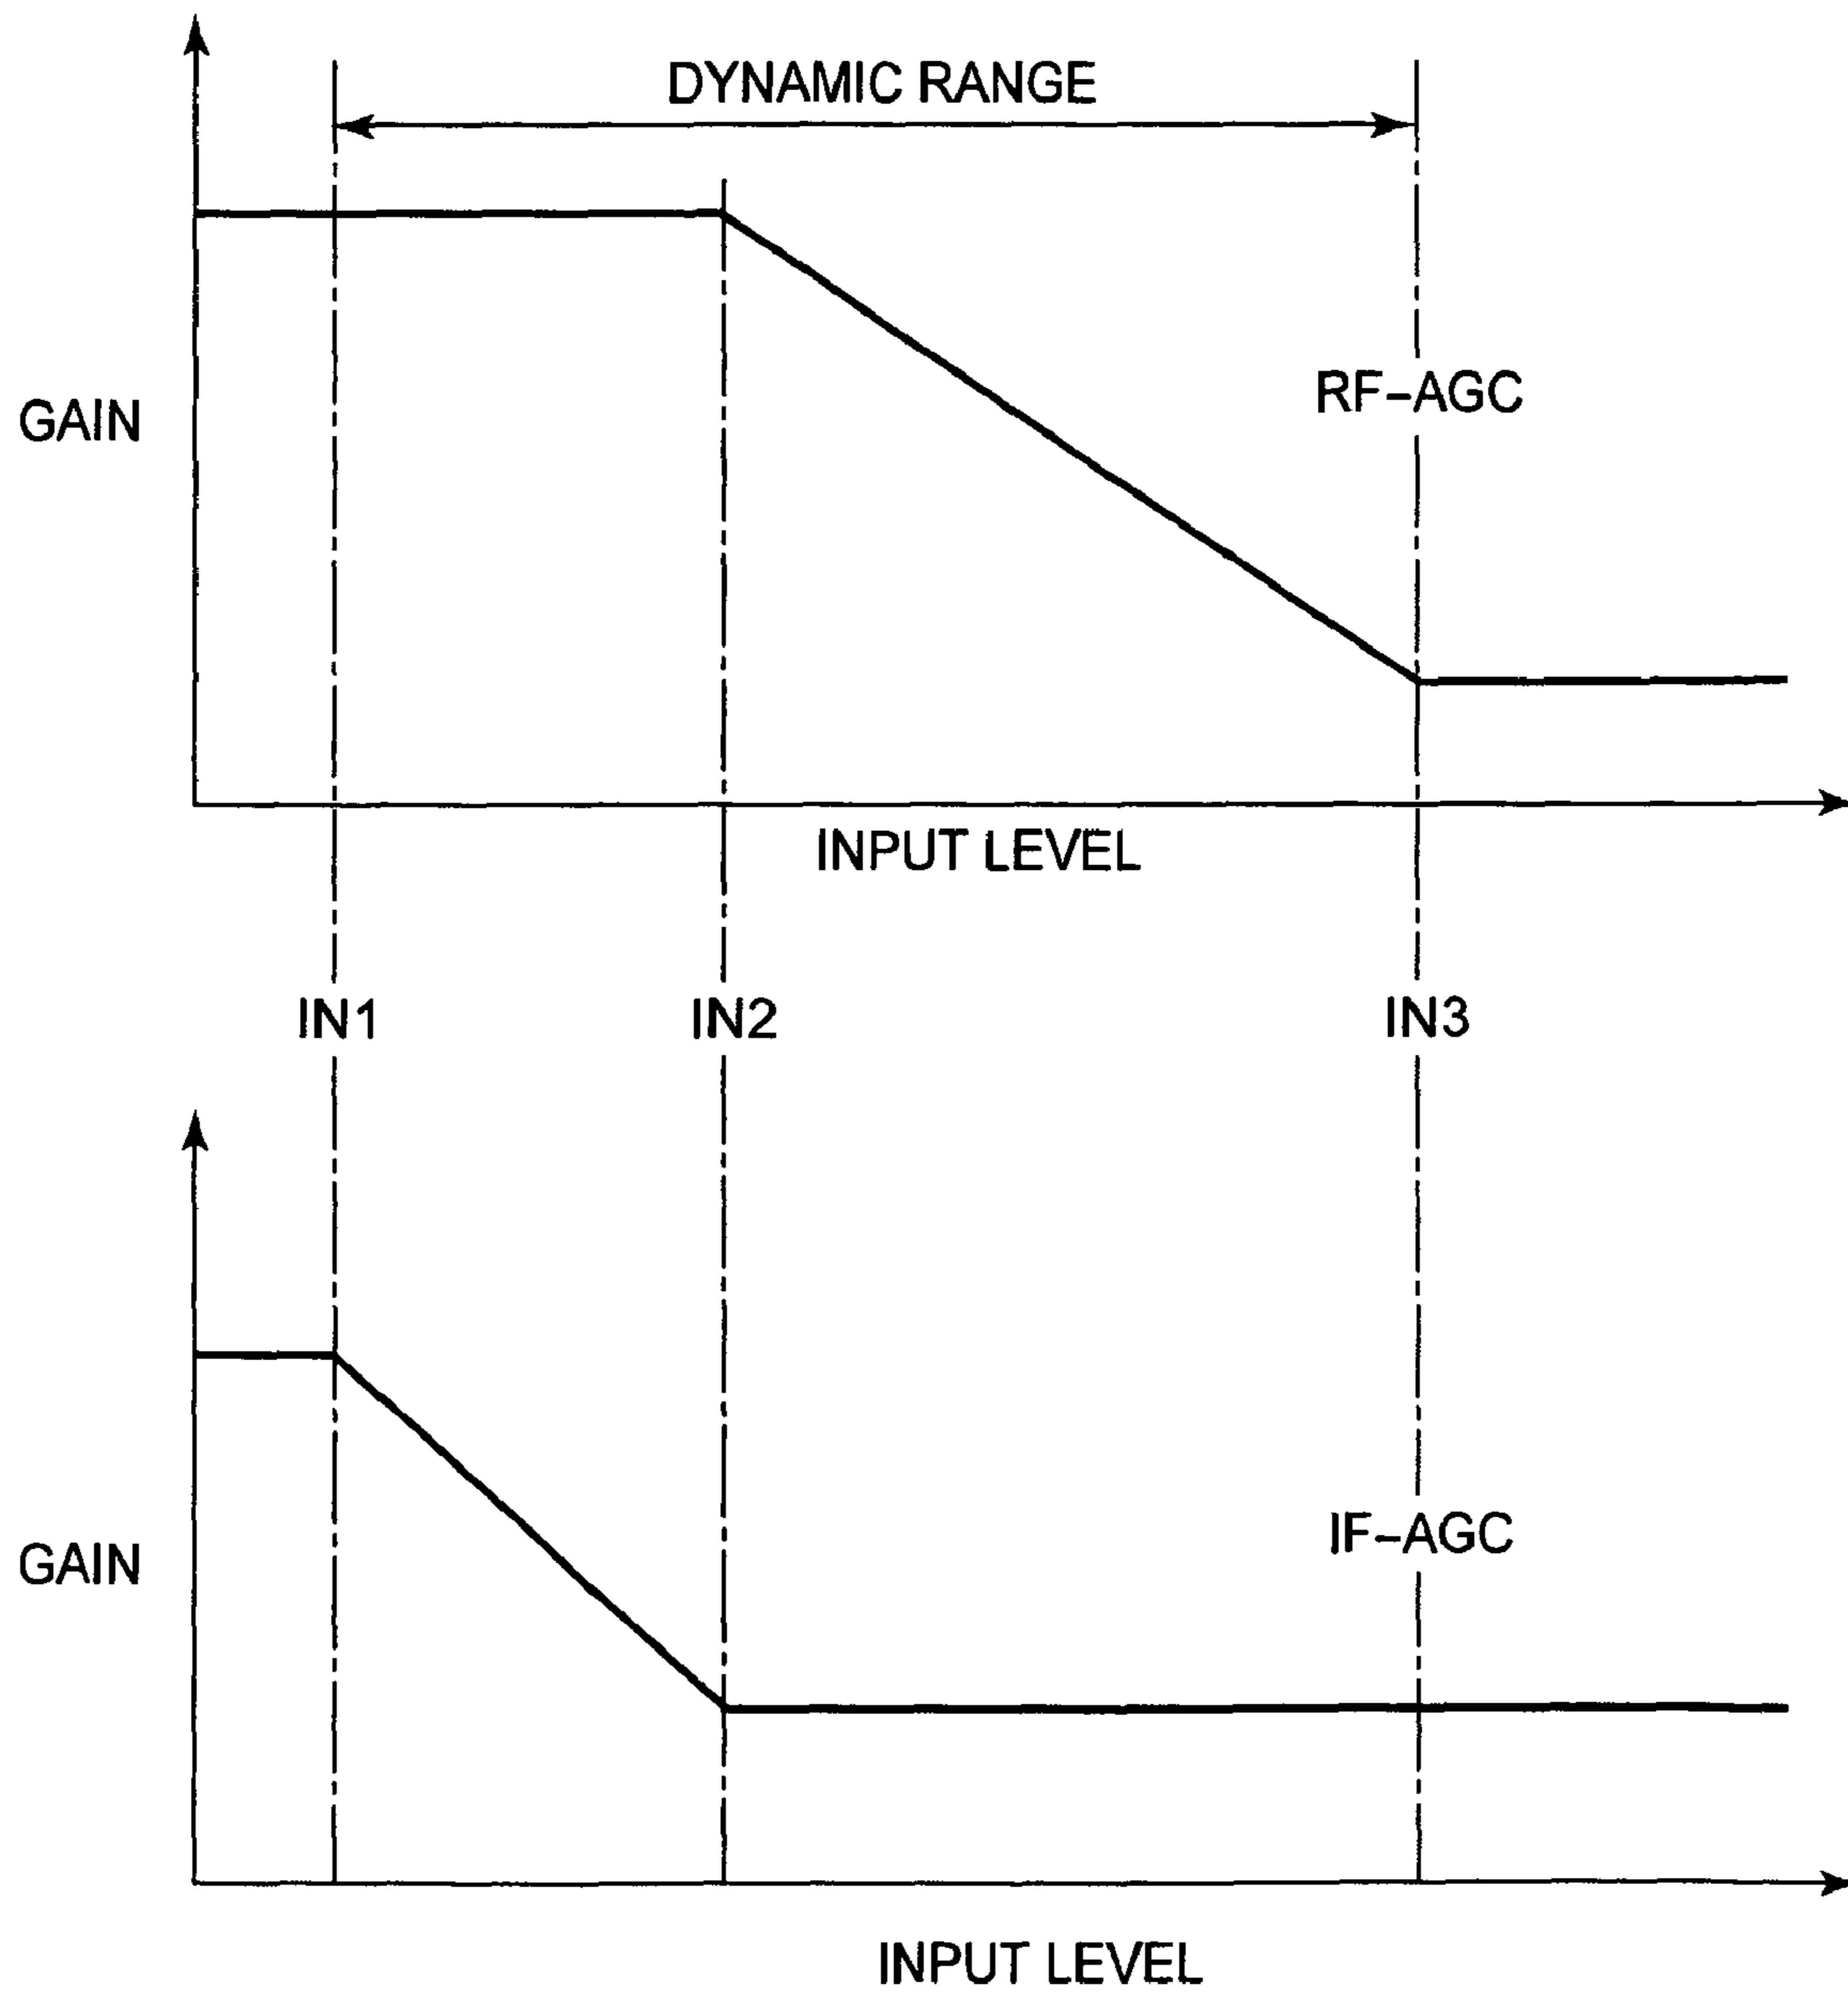 DYNAMIC RANGE
GAIN
RF-AGC
INPUT LEVEL
IN1
IN2
IN3
GAIN
IF-AGC
INPUT LEVEL